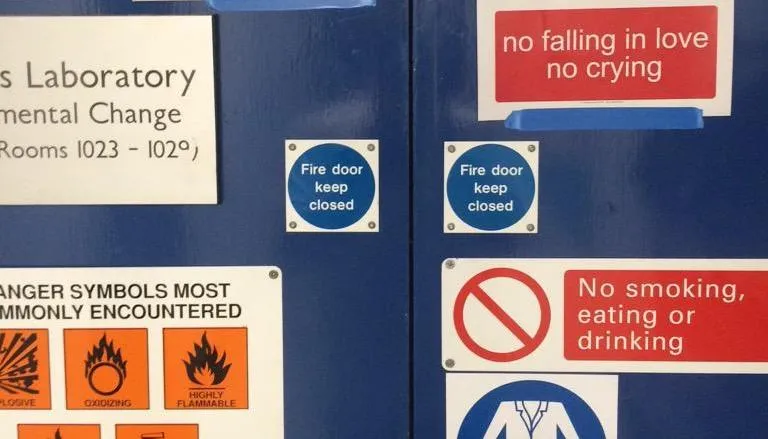 s Laboratory
mental Change
Rooms 1023 - 102
no falling in love
no crying
Fire door
keep
closed
Fire door
keep
closed
ANGER SYMBOLS MOST
MMONLY ENCOUNTERED
PLOSIVE
OXIDIZING
HIGHLY
FLAMMABLE
No smoking,
eating or
drinking